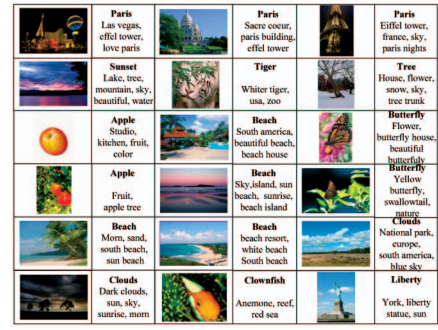 Paris
Las vegas,
effel tower,
love paris
Paris
Sacre coeur,
paris building,
effel tower
Paris
Eiffel tower,
france, sky,
paris nights
Sunset
Lake, tree,
mountain, sky,
beautiful, water
Tiger
Whiter tiger,
usa, zoo
Tree
House, flower,
snow, sky,
tree trunk
Apple
Studio,
kitchen, fruit,
color
Beach
South america,
beautiful beach,
beach house
Butterfly
Flower,
butterfly house,
beautiful
butterfuly
Apple
Fruit,
apple tree
Beach
Sky,island, sun
beach, sunrise,
beach island
Butterfly
Yellow
butterfly,
swallowtail,
nature
Beach
Morn, sand,
south beach,
sun beach
Beach
beach resort,
white beach
South beach
Clouds
National park,
europe,
south america,
blue sky
Clouds
Dark clouds,
sun, sky,
sunrise, morn
Clownfish
Anemone, reef,
red sea
Liberty
York, liberty
statue, sun